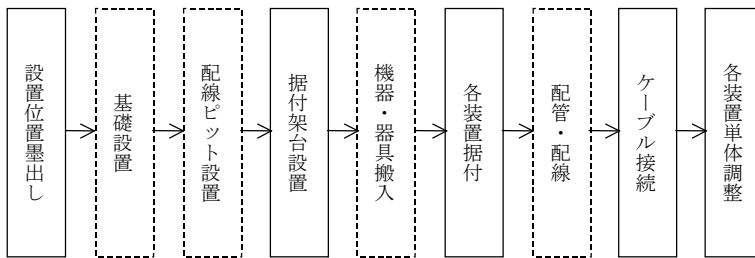 設置位置墨出し
基礎設置
配線ピット設置
据付架台設置
機器・器具搬入
各装置据付
配管・配線
ケーブル接続
各装置単体調整